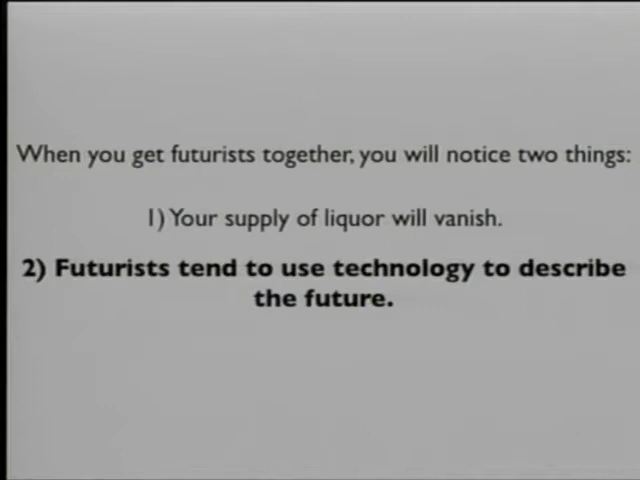 When you get futurists together, you will notice two things:
1) Your supply of liquor will vanish.
2) Futurists tend to use technology to describe
the future.